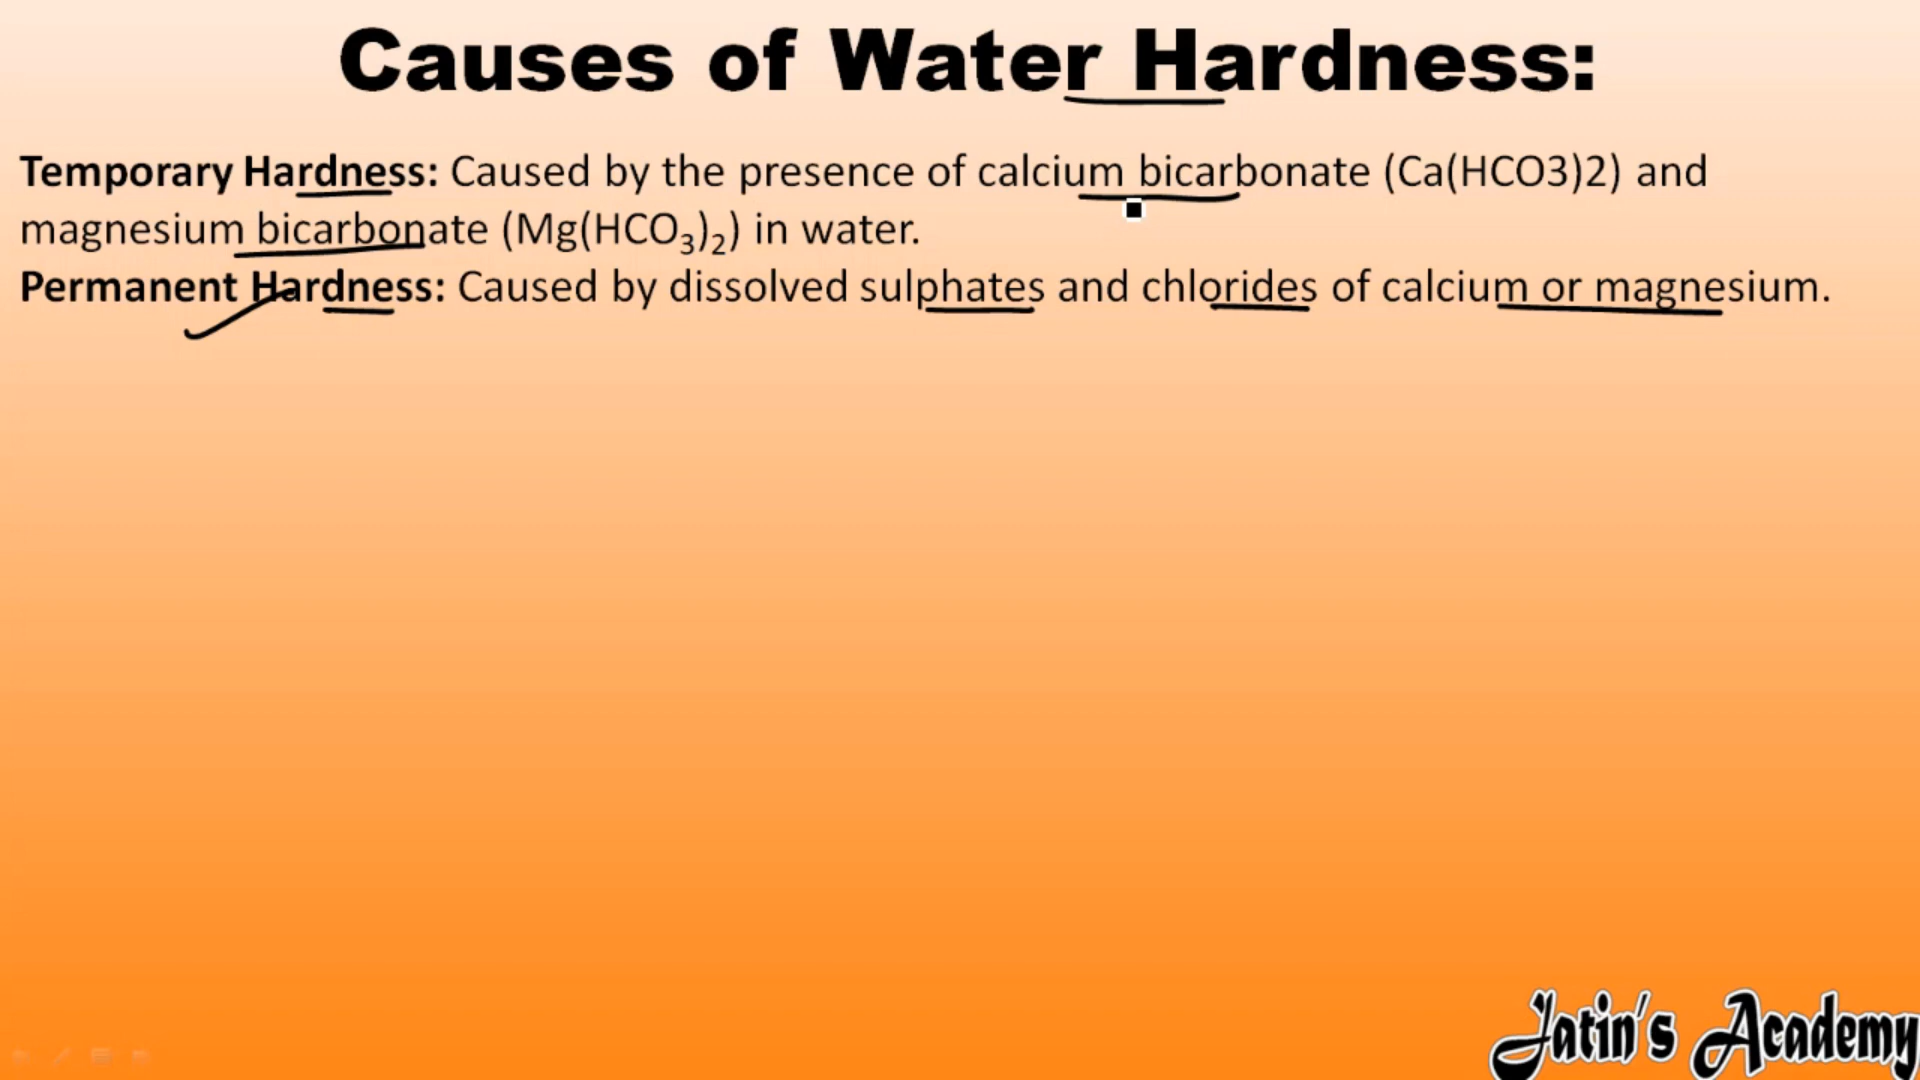 Causes of Water Hardness:
Temporary Hardness: Caused by the presence of calcium bicarbonate (Ca(HCO3)2) and
magnesium bicarbonate (Mg(HCO₃)₂) in water.
Permanent Hardness: Caused by dissolved sulphates and chlorides of calcium or magnesium.
Jatin's Academy